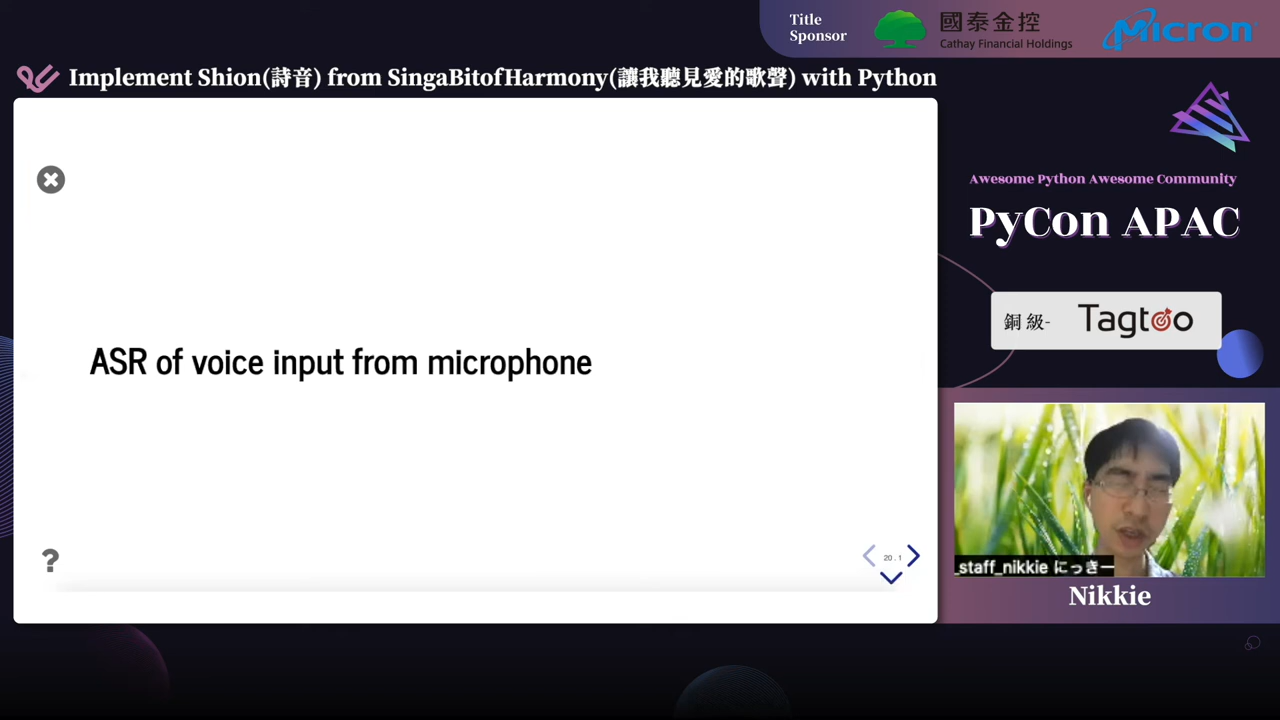 Title
Sponsor
國泰金控
Cathay Financial Holdings
Micron
Implement Shion(詩音) from SingaBitofHarmony(讓我聽見愛的歌聲) with Python
Awesome Python Awesome Community
PyCon APAC
銅級- Tagtoo
ASR of voice input from microphone
?
20 . 1
_staff_nikkie にっきー
Nikkie